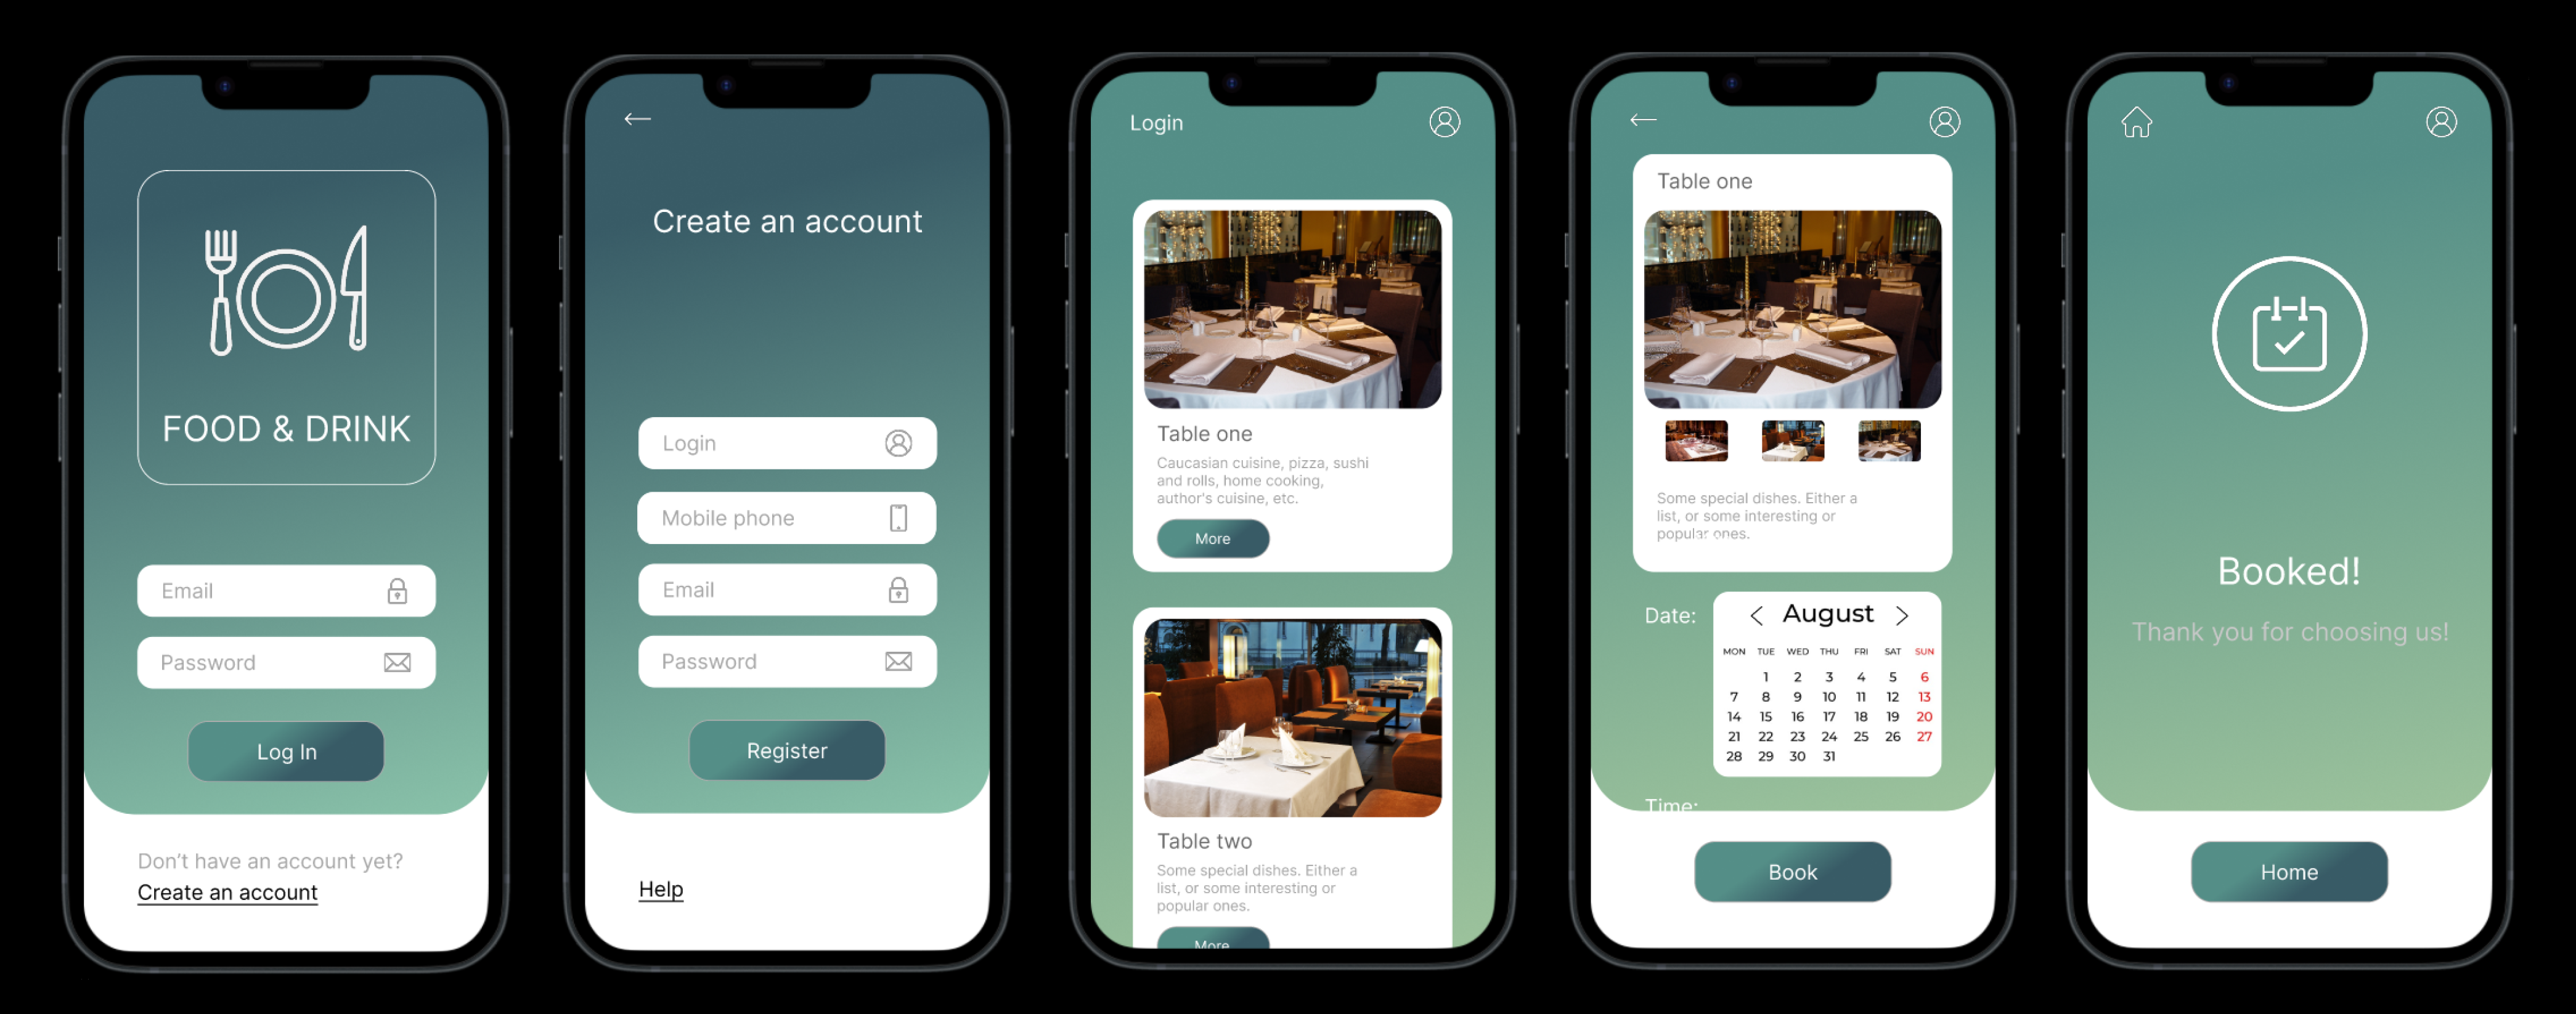 FOOD & DRINK
Email
Password
Log In
Don't have an account yet?
Create an account
Create an account
Login
Mobile phone
Email
Password
Register
Help
Login
Table one
Caucasian cuisine, pizza, sushi
and rolls, home cooking,
author's cuisine, etc.
More
Table two
Some special dishes. Either a
list, or some interesting or
popular ones.
More
Table one
Some special dishes. Either a
list, or some interesting or
popular ones.
Date:
August
MON TUE WED THU FRI SAT SUN
1 2 3 4 5 6
7 8 9 10 11 12 13
14 15 16 17 18 19 20
21 22 23 24 25 26 27
28 29 30 31
Time:
Book
Booked!
Thank you for choosing us!
Home